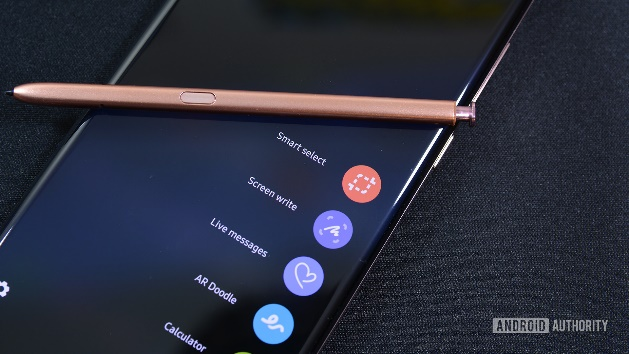 Smart select
Screen write
Live messages
AR Doodle
Calculator
ANDROID AUTHORITY